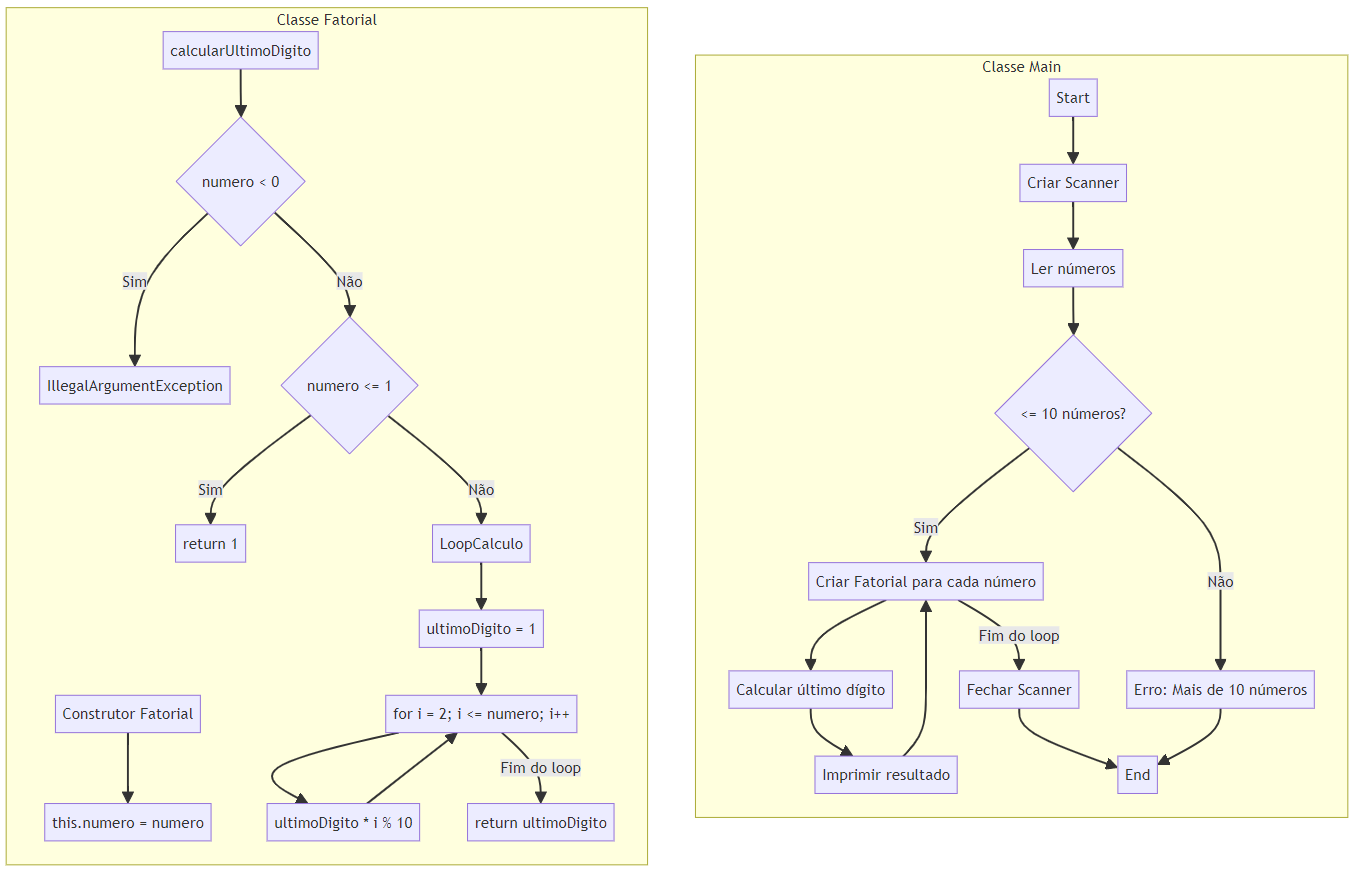 Classe Fatorial
calcularUltimoDigito
numero < 0
Sim
Não
IllegalArgumentException
numero <= 1
Sim
Não
return 1
LoopCalculo
ultimoDigito = 1
Construtor Fatorial
for i = 2; i <= numero; i++
Fim do loop
this.numero = numero
ultimoDigito * i % 10
return ultimoDigito
Classe Main
Start
Criar Scanner
Ler números
<= 10 números?
Sim
Não
Criar Fatorial para cada número
Fim do loop
Calcular último dígito
Fechar Scanner
Erro: Mais de 10 números
Imprimir resultado
End